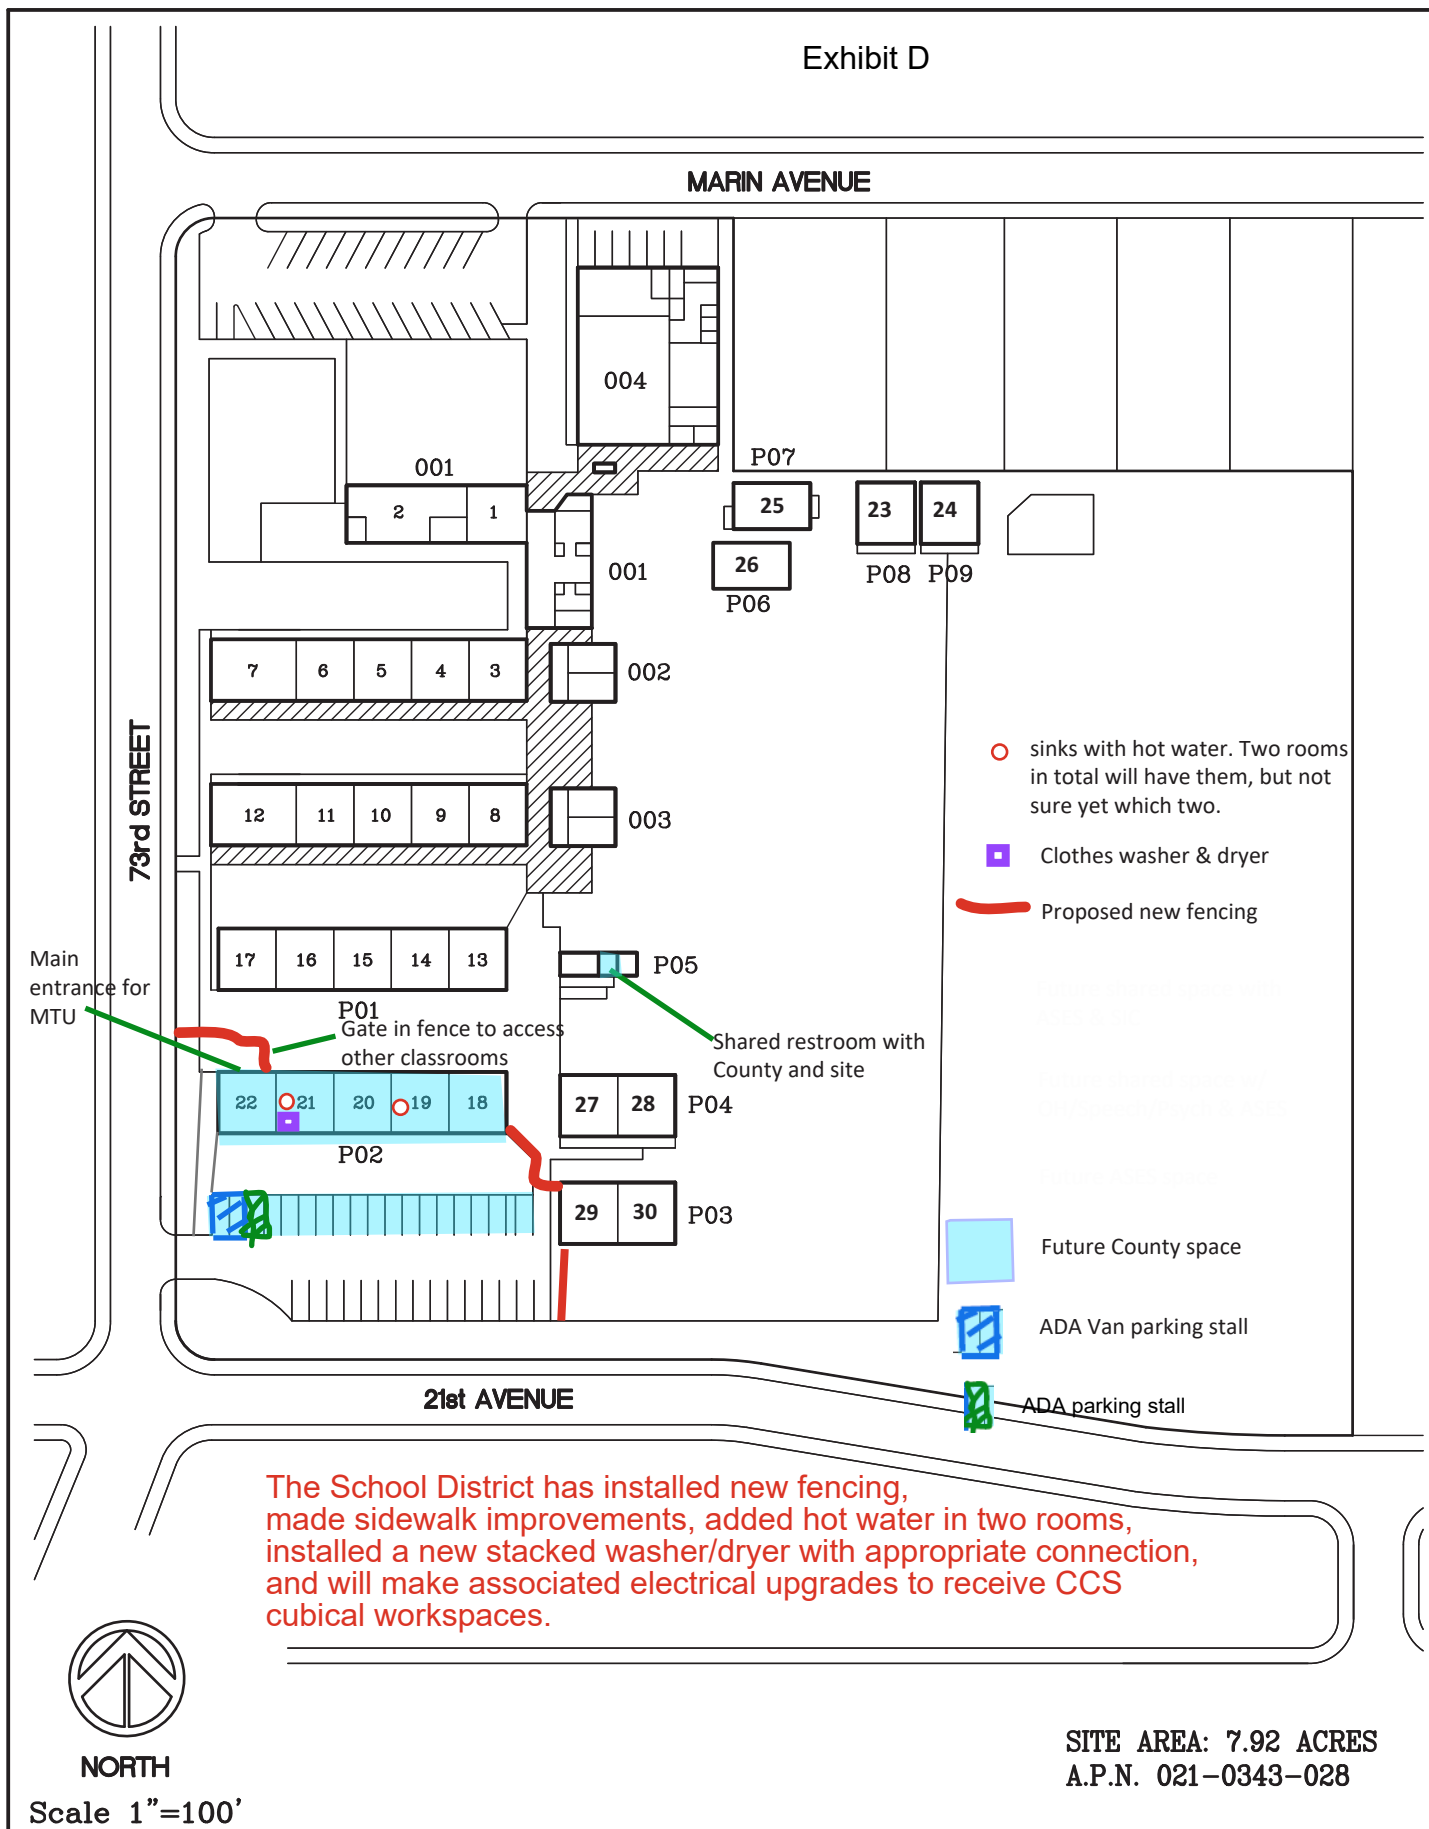 Exhibit D
MARIN AVENUE
004
001
P07
2
1
25
23
24
001
26
P08
P09
P06
7
6
5
4
3
002
73rd STREET
sinks with hot water. Two rooms
in total will have them, but not
sure yet which two.
12
11
10
9
8
003
Clothes washer & dryer
Proposed new fencing
Main
entrance for
MTU
17
16
15
14
13
P05
P01
Gate in fence to access
other classrooms
Shared restroom with
County and site
22
21
20
19
18
27
28
P04
P02
29
30
P03
Future County space
ADA Van parking stall
ADA parking stall
21st AVENUE
The School District has installed new fencing,
made sidewalk improvements, added hot water in two rooms,
installed a new stacked washer/dryer with appropriate connection,
and will make associated electrical upgrades to receive CCS
cubical workspaces.
NORTH
Scale 1"=100'
SITE AREA: 7.92 ACRES
A.P.N. 021-0343-028